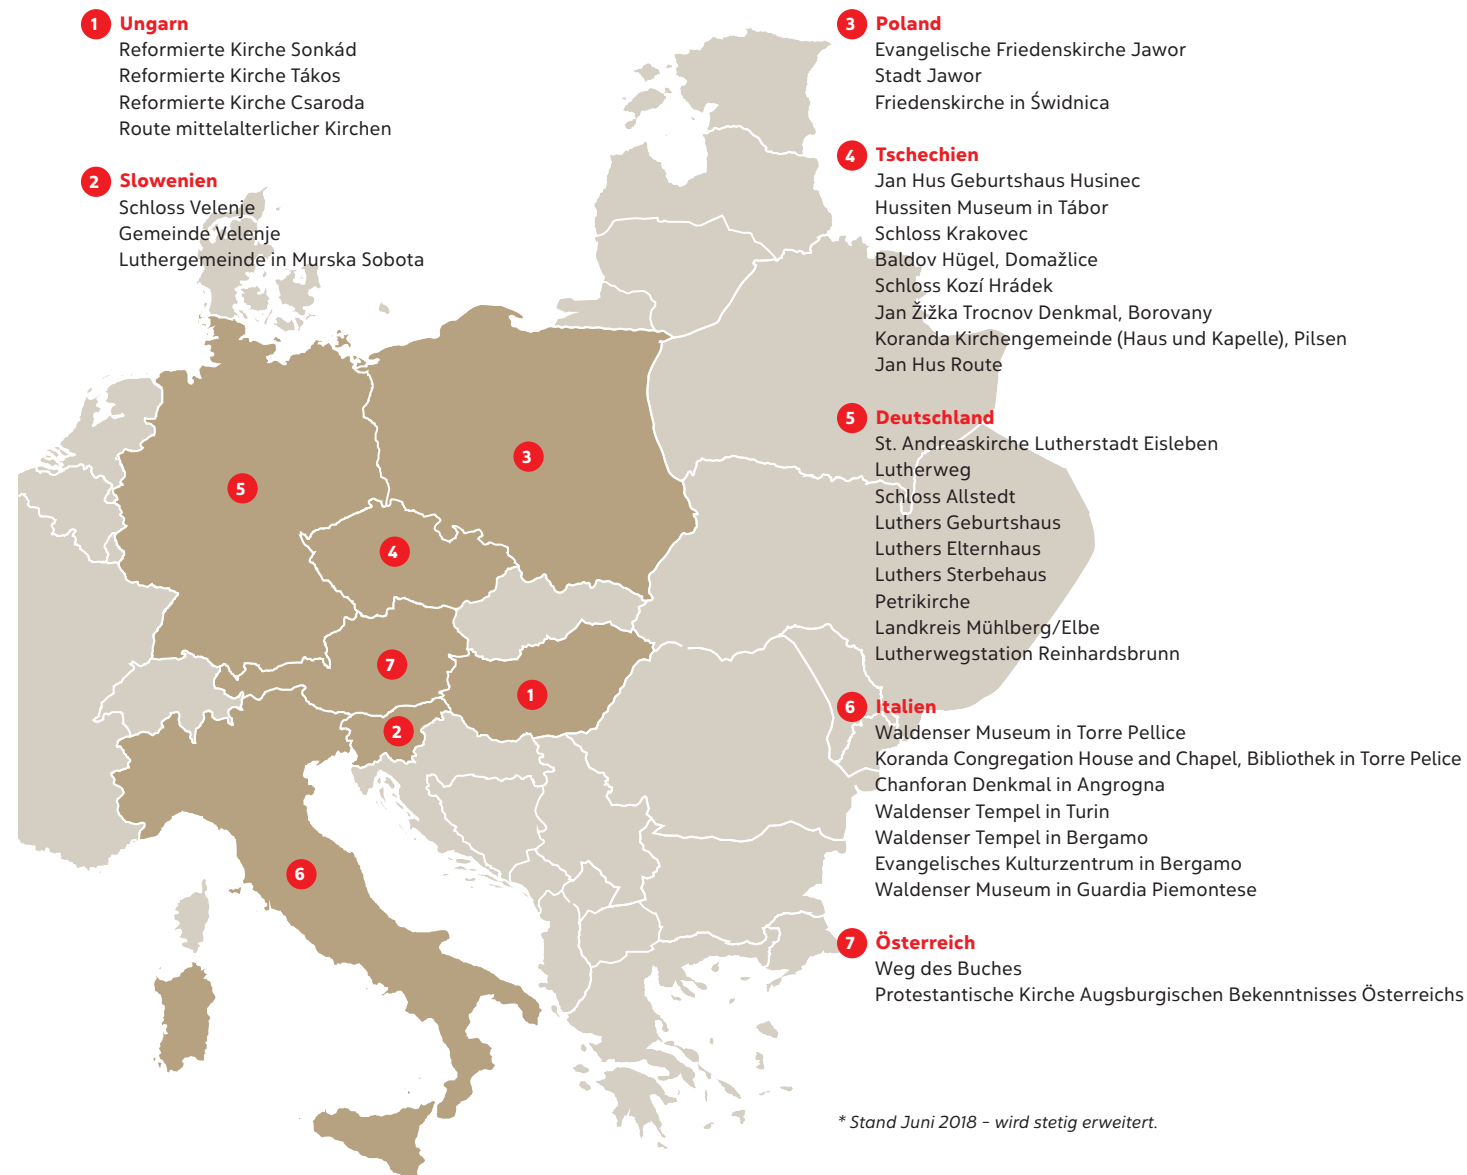 1 Ungarn
Reformierte Kirche Sonkád
Reformierte Kirche Tákos
Reformierte Kirche Csaroda
Route mittelalterlicher Kirchen
2 Slowenien
Schloss Velenje
Gemeinde Velenje
Luthergemeinde in Murska Sobota
3 Poland
Evangelische Friedenskirche Jawor
Stadt Jawor
Friedenskirche in Świdnica
4 Tschechien
Jan Hus Geburtshaus Husinec
Hussiten Museum in Tábor
Schloss Krakovec
Baldov Hügel, Domažlice
Schloss Kozí Hrádek
Jan Žižka Trocnov Denkmal, Borovany
Koranda Kirchengemeinde (Haus und Kapelle), Pilsen
Jan Hus Route
5 Deutschland
St. Andreaskirche Lutherstadt Eisleben
Lutherweg
Schloss Allstedt
Luthers Geburtshaus
Luthers Elternhaus
Luthers Sterbehaus
Petrikirche
Landkreis Mühlberg/Elbe
Lutherwegstation Reinhardsbrunn
6 Italien
Waldenser Museum in Torre Pellice
Koranda Congregation House and Chapel, Bibliothek in Torre Pelice
Chanforan Denkmal in Angrogna
Waldenser Tempel in Turin
Waldenser Tempel in Bergamo
Evangelisches Kulturzentrum in Bergamo
Waldenser Museum in Guardia Piemontese
7 Österreich
Weg des Buches
Protestantische Kirche Augsburgischen Bekenntnisses Österreichs
3
5
4
7
1
2
6
* Stand Juni 2018 – wird stetig erweitert.